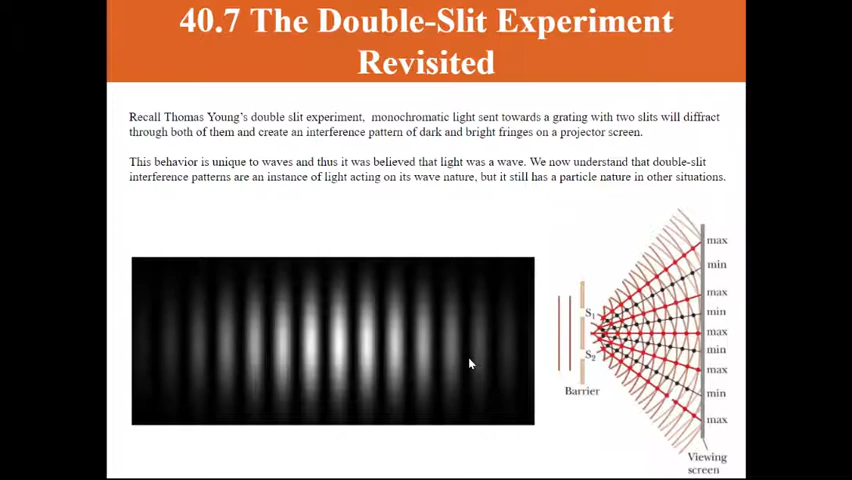 40.7 The Double-Slit Experiment
Revisited
Recall Thomas Young's double slit experiment, monochromatic light sent towards a grating with two slits will diffract
through both of them and create an interference pattern of dark and bright fringes on a projector screen.
This behavior is unique to waves and thus it was believed that light was a wave. We now understand that double-slit
interference patterns are an instance of light acting on its wave nature, but it still has a particle nature in other situations.
max
min
max
S1
min
max
S2
min
max
Barrier
min
max
Viewing
screen